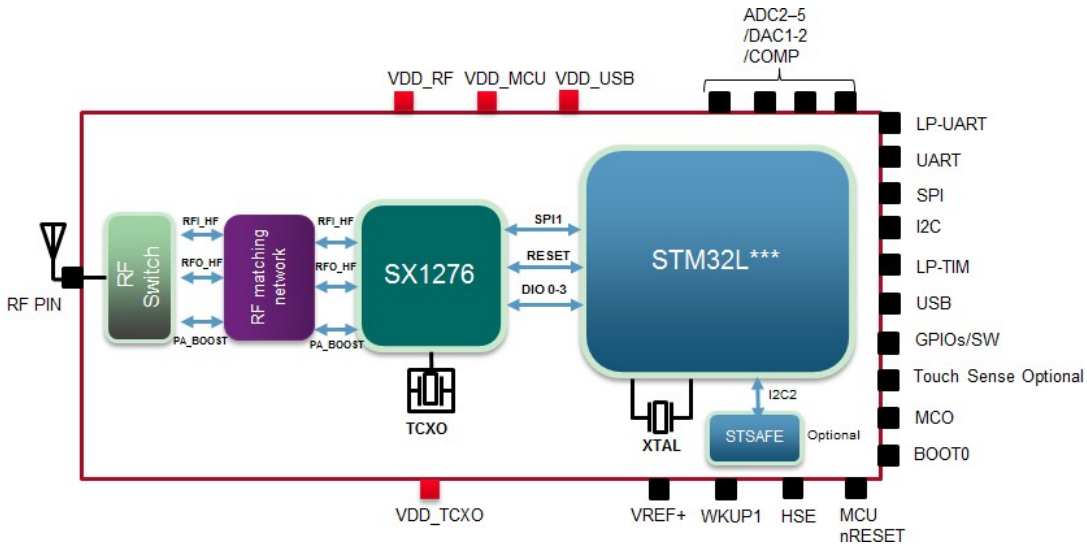 ADC2–5
/DAC1-2
/COMP
VDD_RF
VDD_MCU
VDD_USB
LP-UART
UART
SPI
I2C
LP-TIM
USB
GPIOs/SW
Touch Sense Optional
MCO
BOOT0
RF PIN
RF
Switch
RFI_HF
RFO_HF
PA_BOOST
RF matching
network
RFI_HF
RFO_HF
PA_BOOST
SX1276
TCXO
SPI1
RESET
DIO 0-3
STM32L***
XTAL
I2C2
STSAFE
Optional
VDD_TCXO
VREF+
WKUP1
HSE
MCU
nRESET